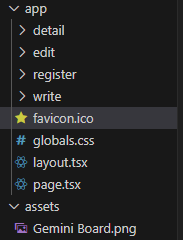 app
detail
edit
register
write
favicon.ico
globals.css
layout.tsx
page.tsx
assets
Gemini Board.png